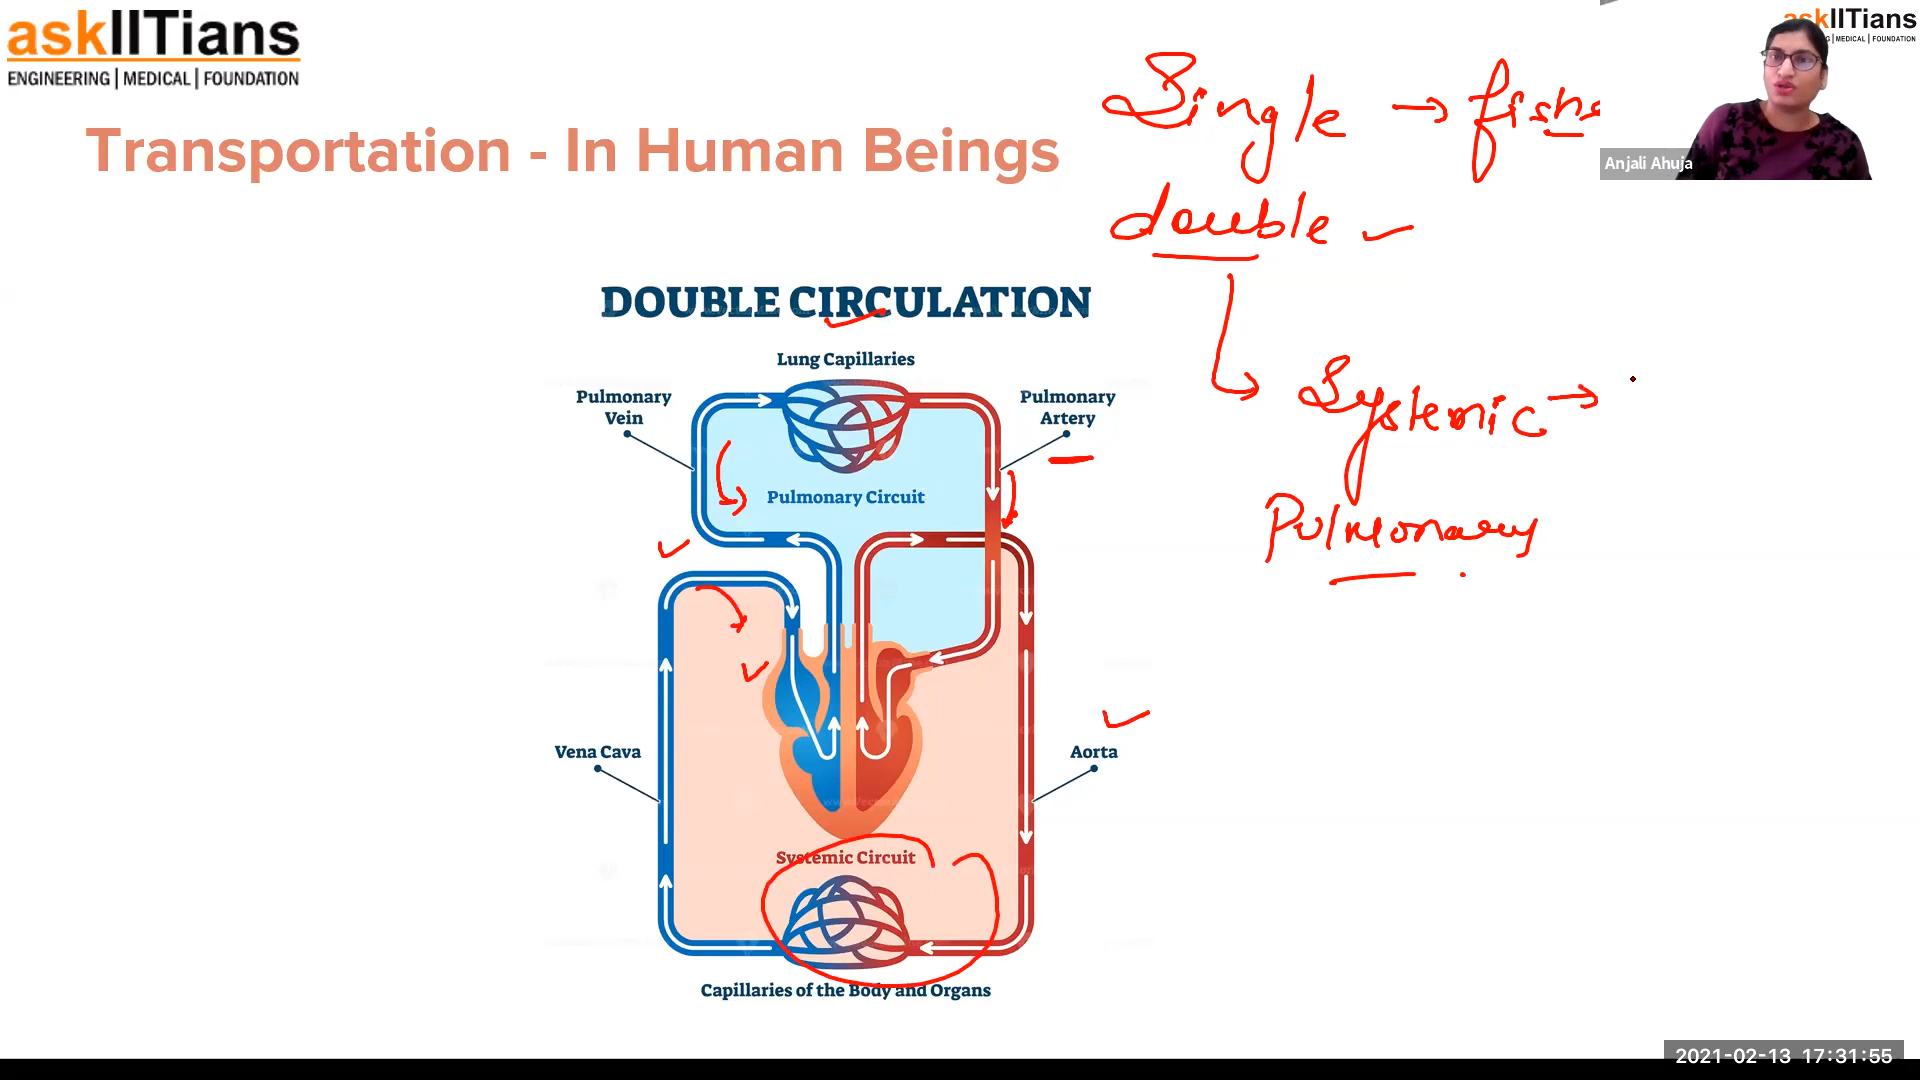 askIITians
ENGINEERING | MEDICAL | FOUNDATION
askIITians
MEDICAL | FOUNDATION
Anjali Ahuja
Transportation - In Human Beings
Single → fishs
double ✓
Systemic →
Pulmonary
DOUBLE CIRCULATION
Lung Capillaries
Pulmonary
Vein
Pulmonary
Artery
Pulmonary Circuit
Vena Cava
Aorta
Systemic Circuit
Capillaries of the Body and Organs
2021-02-13 17:31:55